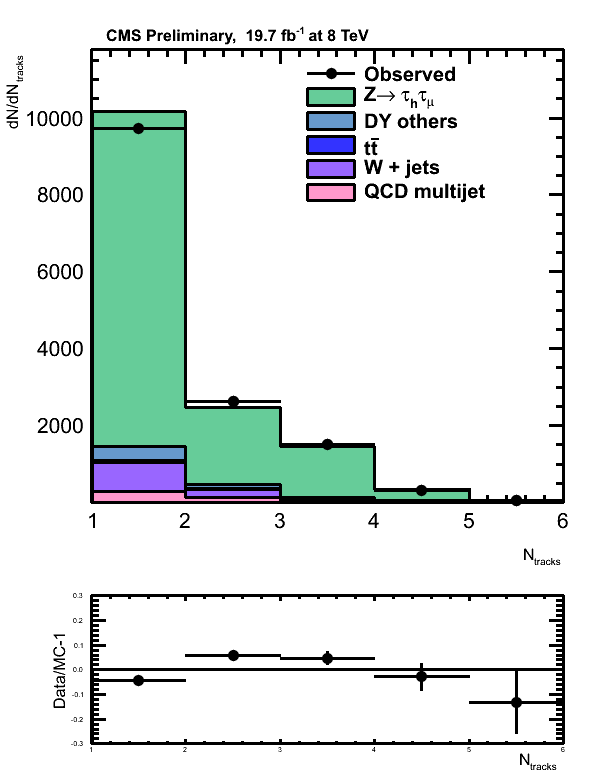 CMS Preliminary, 19.7 fb⁻¹ at 8 TeV
dN/dN_tracks
Observed
Z→ τ_h τ_μ
DY others
tt̄
W + jets
QCD multijet
10000
8000
6000
4000
2000
1 2 3 4 5 6
N_tracks
Data/MC-1
0.3
0.2
0.1
0.0
-0.1
-0.2
-0.3
1 2 3 4 5 6
N_tracks